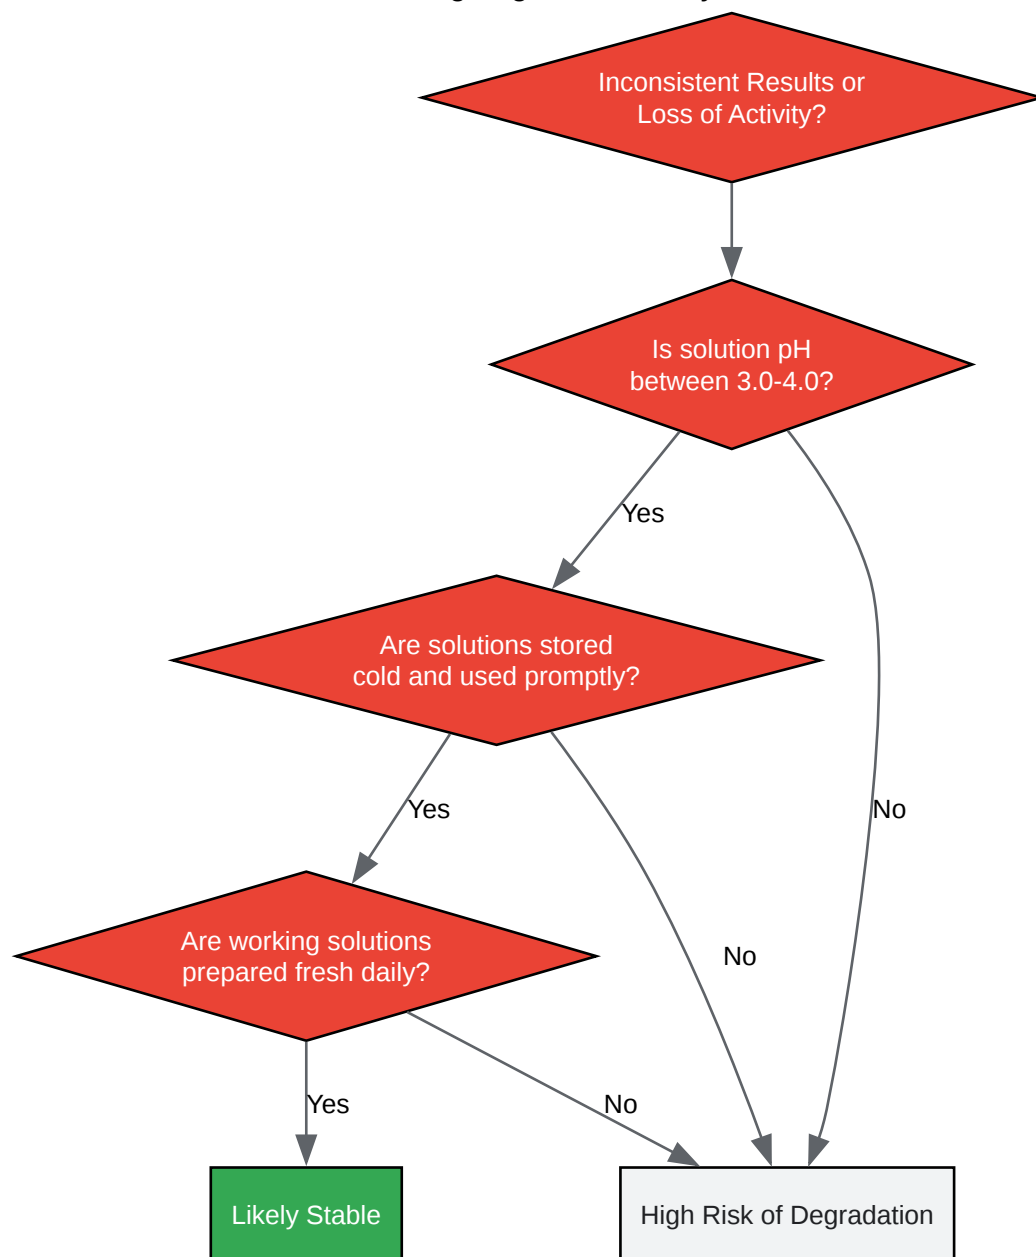 Inconsistent Results or
Loss of Activity?
Is solution pH
between 3.0-4.0?
Yes
Are solutions stored
cold and used promptly?
Yes
No
Are working solutions
prepared fresh daily?
No
Yes
No
Likely Stable
High Risk of Degradation